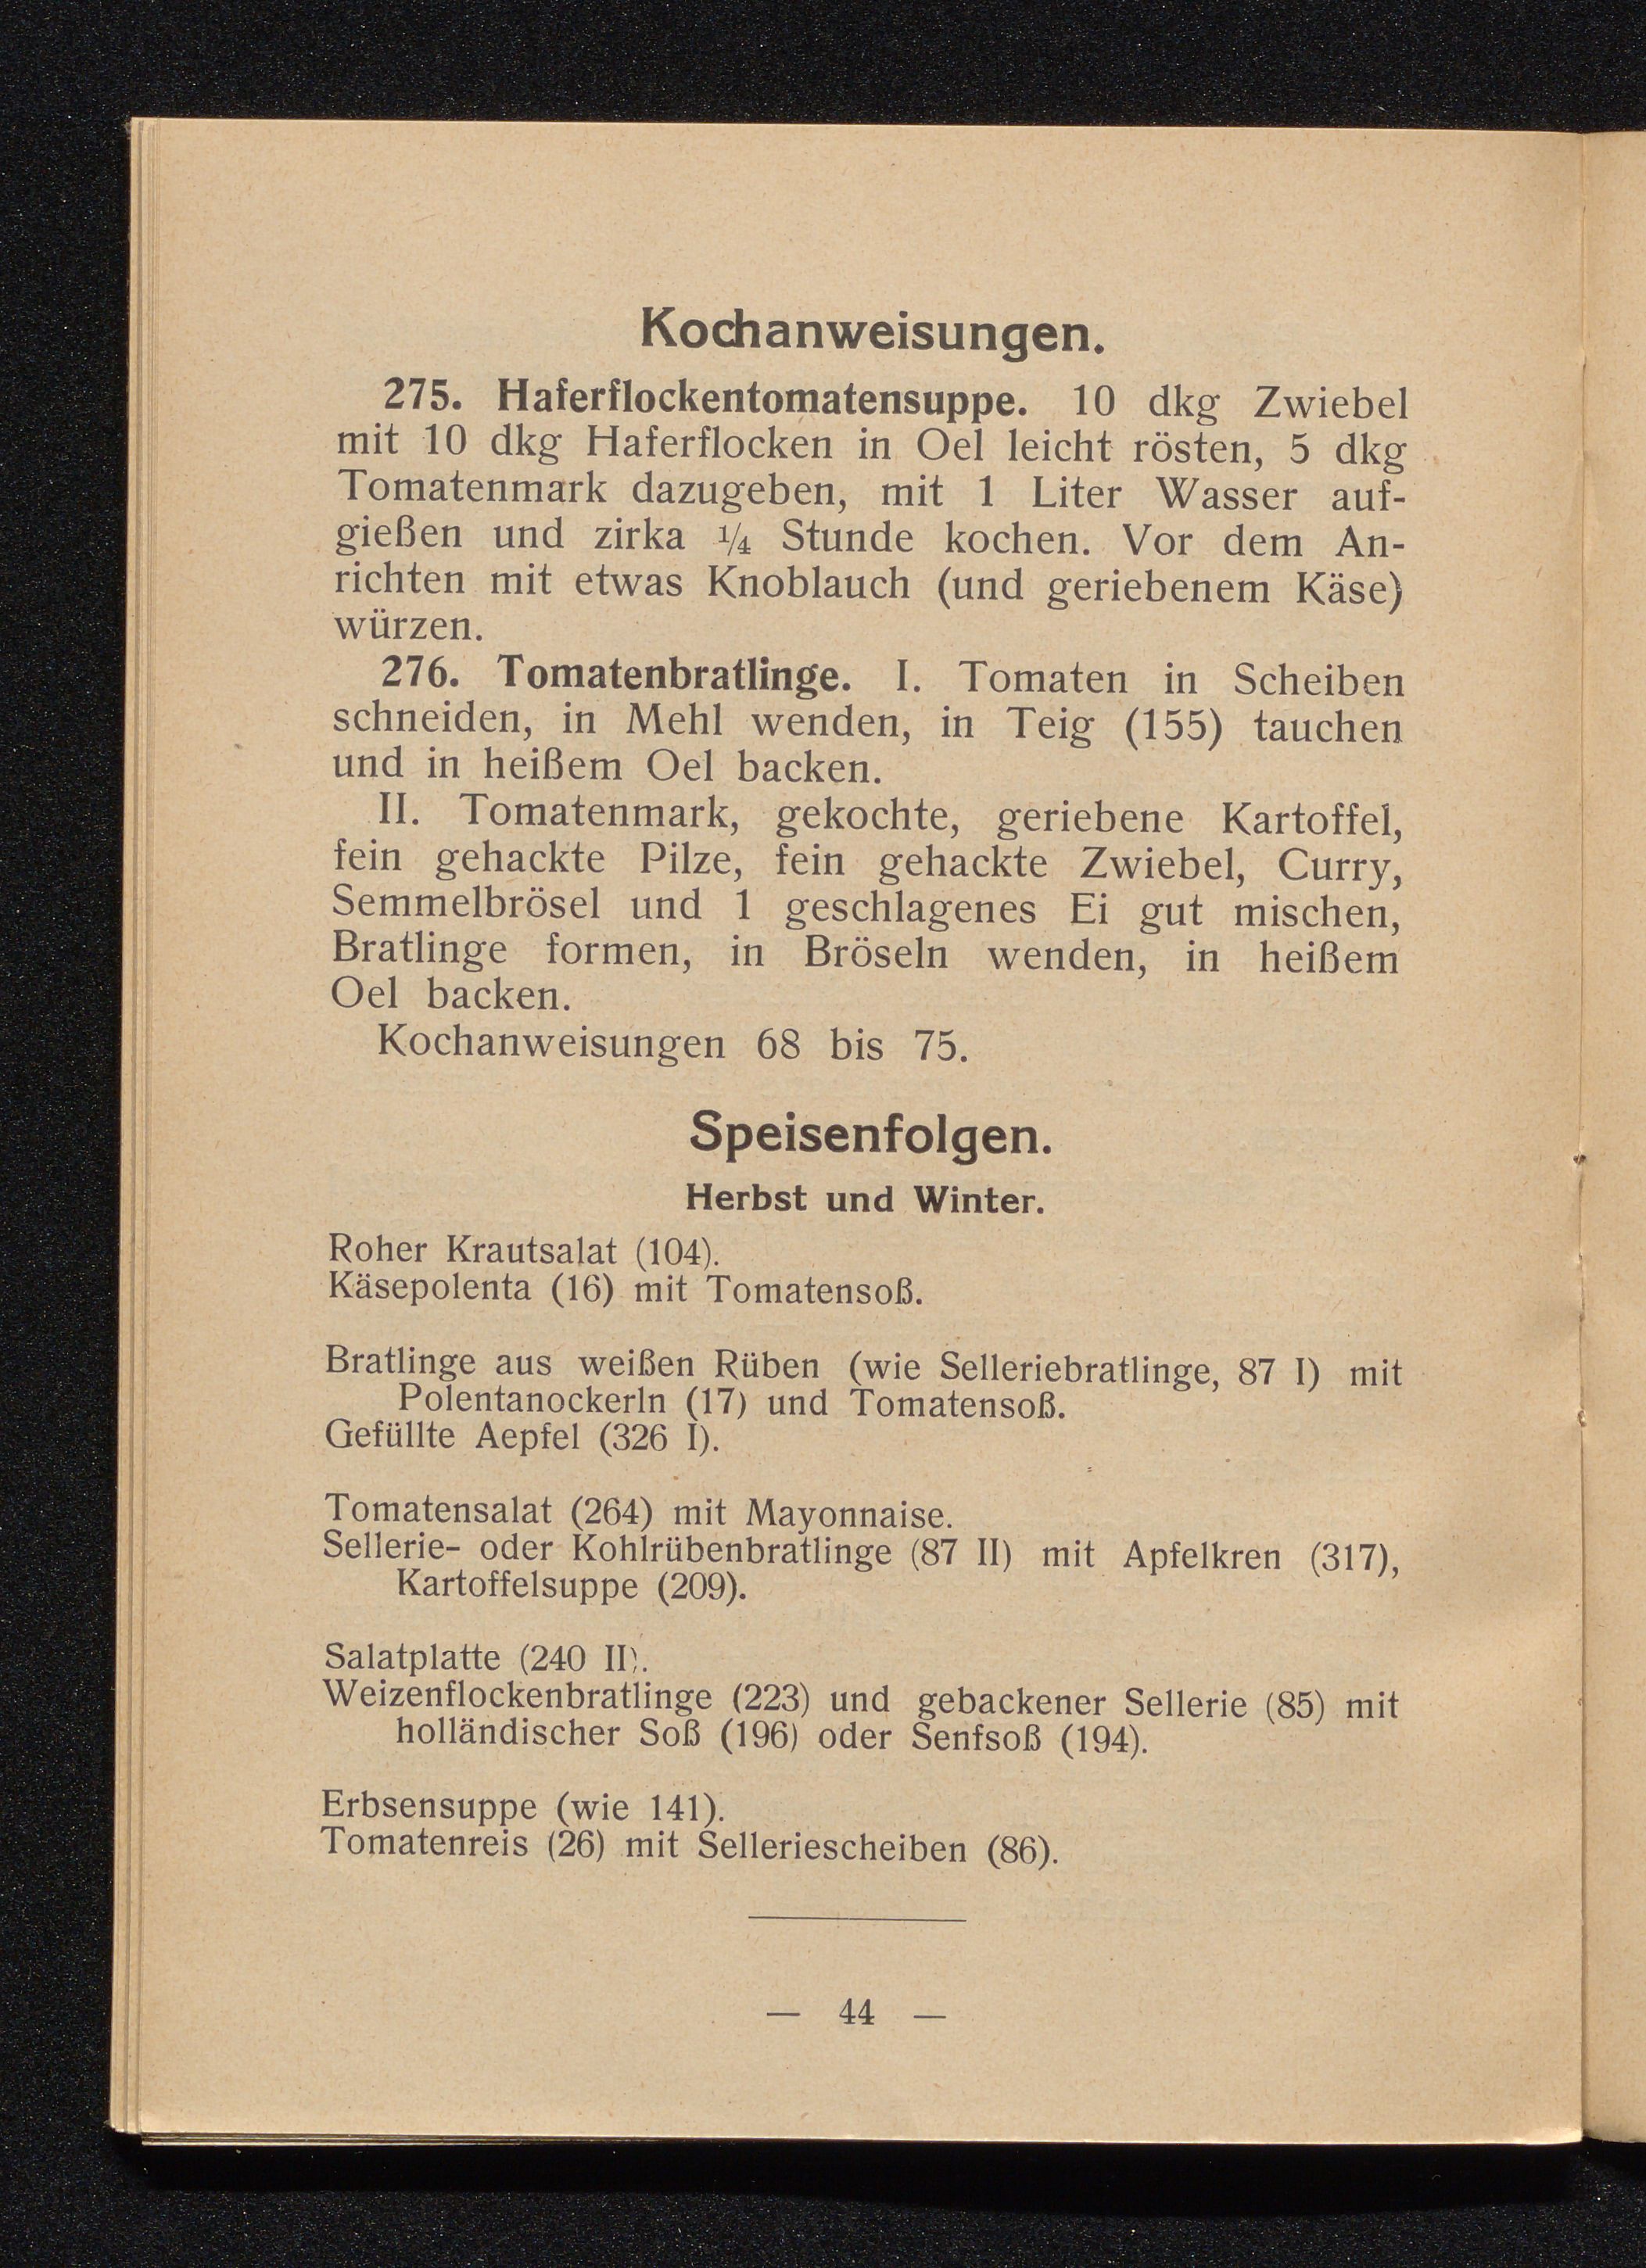 Kochanweisungen.
275. Haferflockentomatensuppe. 10 dkg Zwiebel
mit 10 dkg Haferflocken in Oel leicht rösten, 5 dkg
Tomatenmark dazugeben, mit 1 Liter Wasser auf-
gießen und zirka ¼ Stunde kochen. Vor dem An-
richten mit etwas Knoblauch (und geriebenem Käse)
würzen.
276. Tomatenbratlinge. I. Tomaten in Scheiben
schneiden, in Mehl wenden, in Teig (155) tauchen
und in heißem Oel backen.
II. Tomatenmark, gekochte, geriebene Kartoffel,
fein gehackte Pilze, fein gehackte Zwiebel, Curry,
Semmelbrösel und 1 geschlagenes Ei gut mischen,
Bratlinge formen, in Bröseln wenden, in heißem
Oel backen.
Kochanweisungen 68 bis 75.
Speisenfolgen.
Herbst und Winter.
Roher Krautsalat (104).
Käsepolenta (16) mit Tomatensoß.
Bratlinge aus weißen Rüben (wie Selleriebratlinge, 87 I) mit
Polentanockerln (17) und Tomatensoß.
Gefüllte Aepfel (326 I).
Tomatensalat (264) mit Mayonnaise.
Sellerie- oder Kohlrübenbratlinge (87 II) mit Apfelkren (317),
Kartoffelsuppe (209).
Salatplatte (240 II).
Weizenflockenbratlinge (223) und gebackener Sellerie (85) mit
holländischer Soß (196) oder Senfsoß (194).
Erbsensuppe (wie 141).
Tomatenreis (26) mit Selleriescheiben (86).
— 44 —